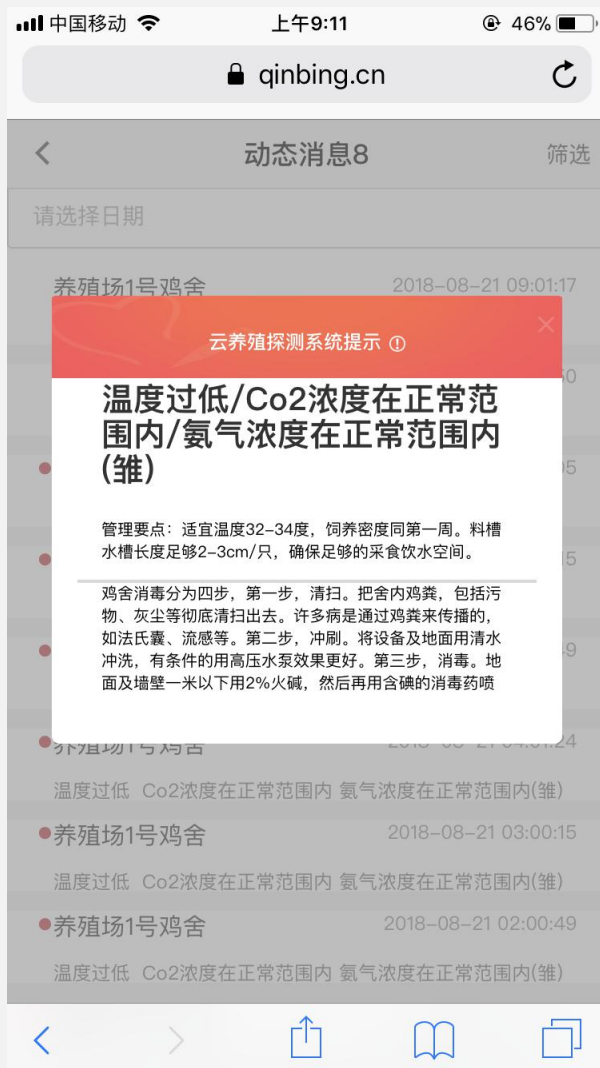 中国移动 上午9:11 46%
qinbing.cn
动态消息8 筛选
请选择日期
养殖场1号鸡舍 2018-08-21 09:01:17
云养殖探测系统提示
温度过低/Co2浓度在正常范
围内/氨气浓度在正常范围内
(雏)
管理要点：适宜温度32-34度，饲养密度同第一周。料槽
水槽长度足够2-3cm/只，确保足够的采食饮水空间。
鸡舍消毒分为四步，第一步，清扫。把舍内鸡粪，包括污
物、灰尘等彻底清扫出去。许多病是通过鸡粪来传播的，
如法氏囊、流感等。第二步，冲刷。将设备及地面用清水
冲洗，有条件的用高压水泵效果更好。第三步，消毒。地
面及墙壁一米以下用2%火碱，然后再用含碘的消毒药喷
养殖场1号鸡舍 2018-08-21 04:01:24
温度过低 Co2浓度在正常范围内 氨气浓度在正常范围内(雏)
养殖场1号鸡舍 2018-08-21 03:00:15
温度过低 Co2浓度在正常范围内 氨气浓度在正常范围内(雏)
养殖场1号鸡舍 2018-08-21 02:00:49
温度过低 Co2浓度在正常范围内 氨气浓度在正常范围内(雏)